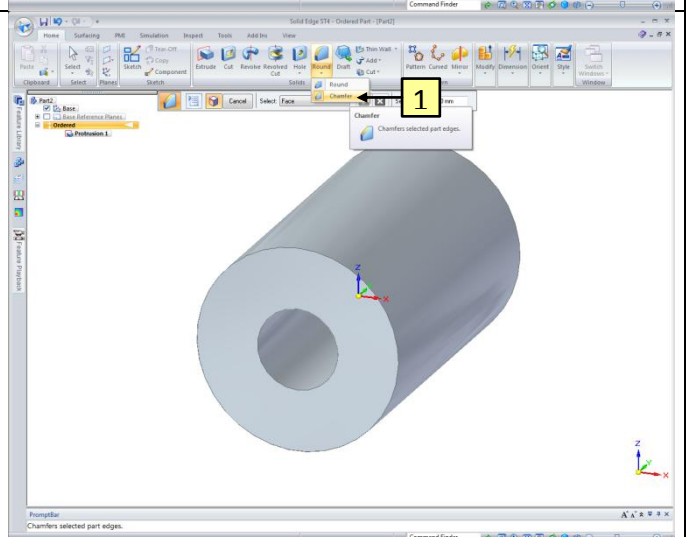 Command Finder
Solid Edge ST4 - Ordered Part - [Part2]
Home Surfacing PMI Simulation Inspect Tools Add Ins View
Thin Wall
Thin Cut
Add
Copy
Cut
Component
Paste Select Sketch Extrude Cut Revolve Revolved Cut Hole Round Draft Pattern Curved Mirror Modify Dimension Orient Style Switch Windows
Clipboard Select Planes Sketch Solids Window
Round
Chamfer
1
Cancel Select: Face
mm
Part2
Base
Base Reference Planes
Ordered
Protrusion 1
Chamfer
Chamfers selected part edges.
Feature Library
Feature Playback
Z
X
Z
Y
X
PromptBar
Chamfers selected part edges.
Command Finder